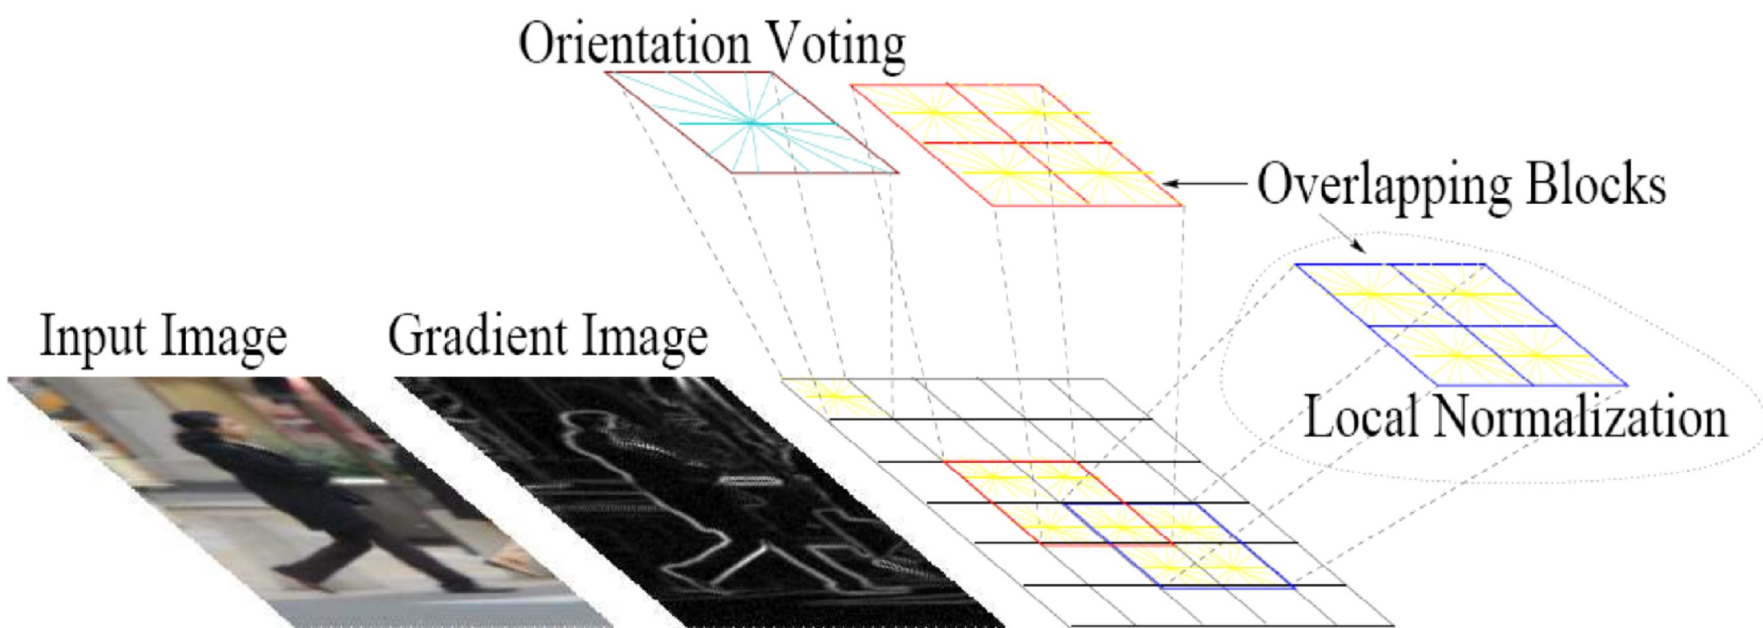 Orientation Voting
Overlapping Blocks
Input Image
Gradient Image
Local Normalization